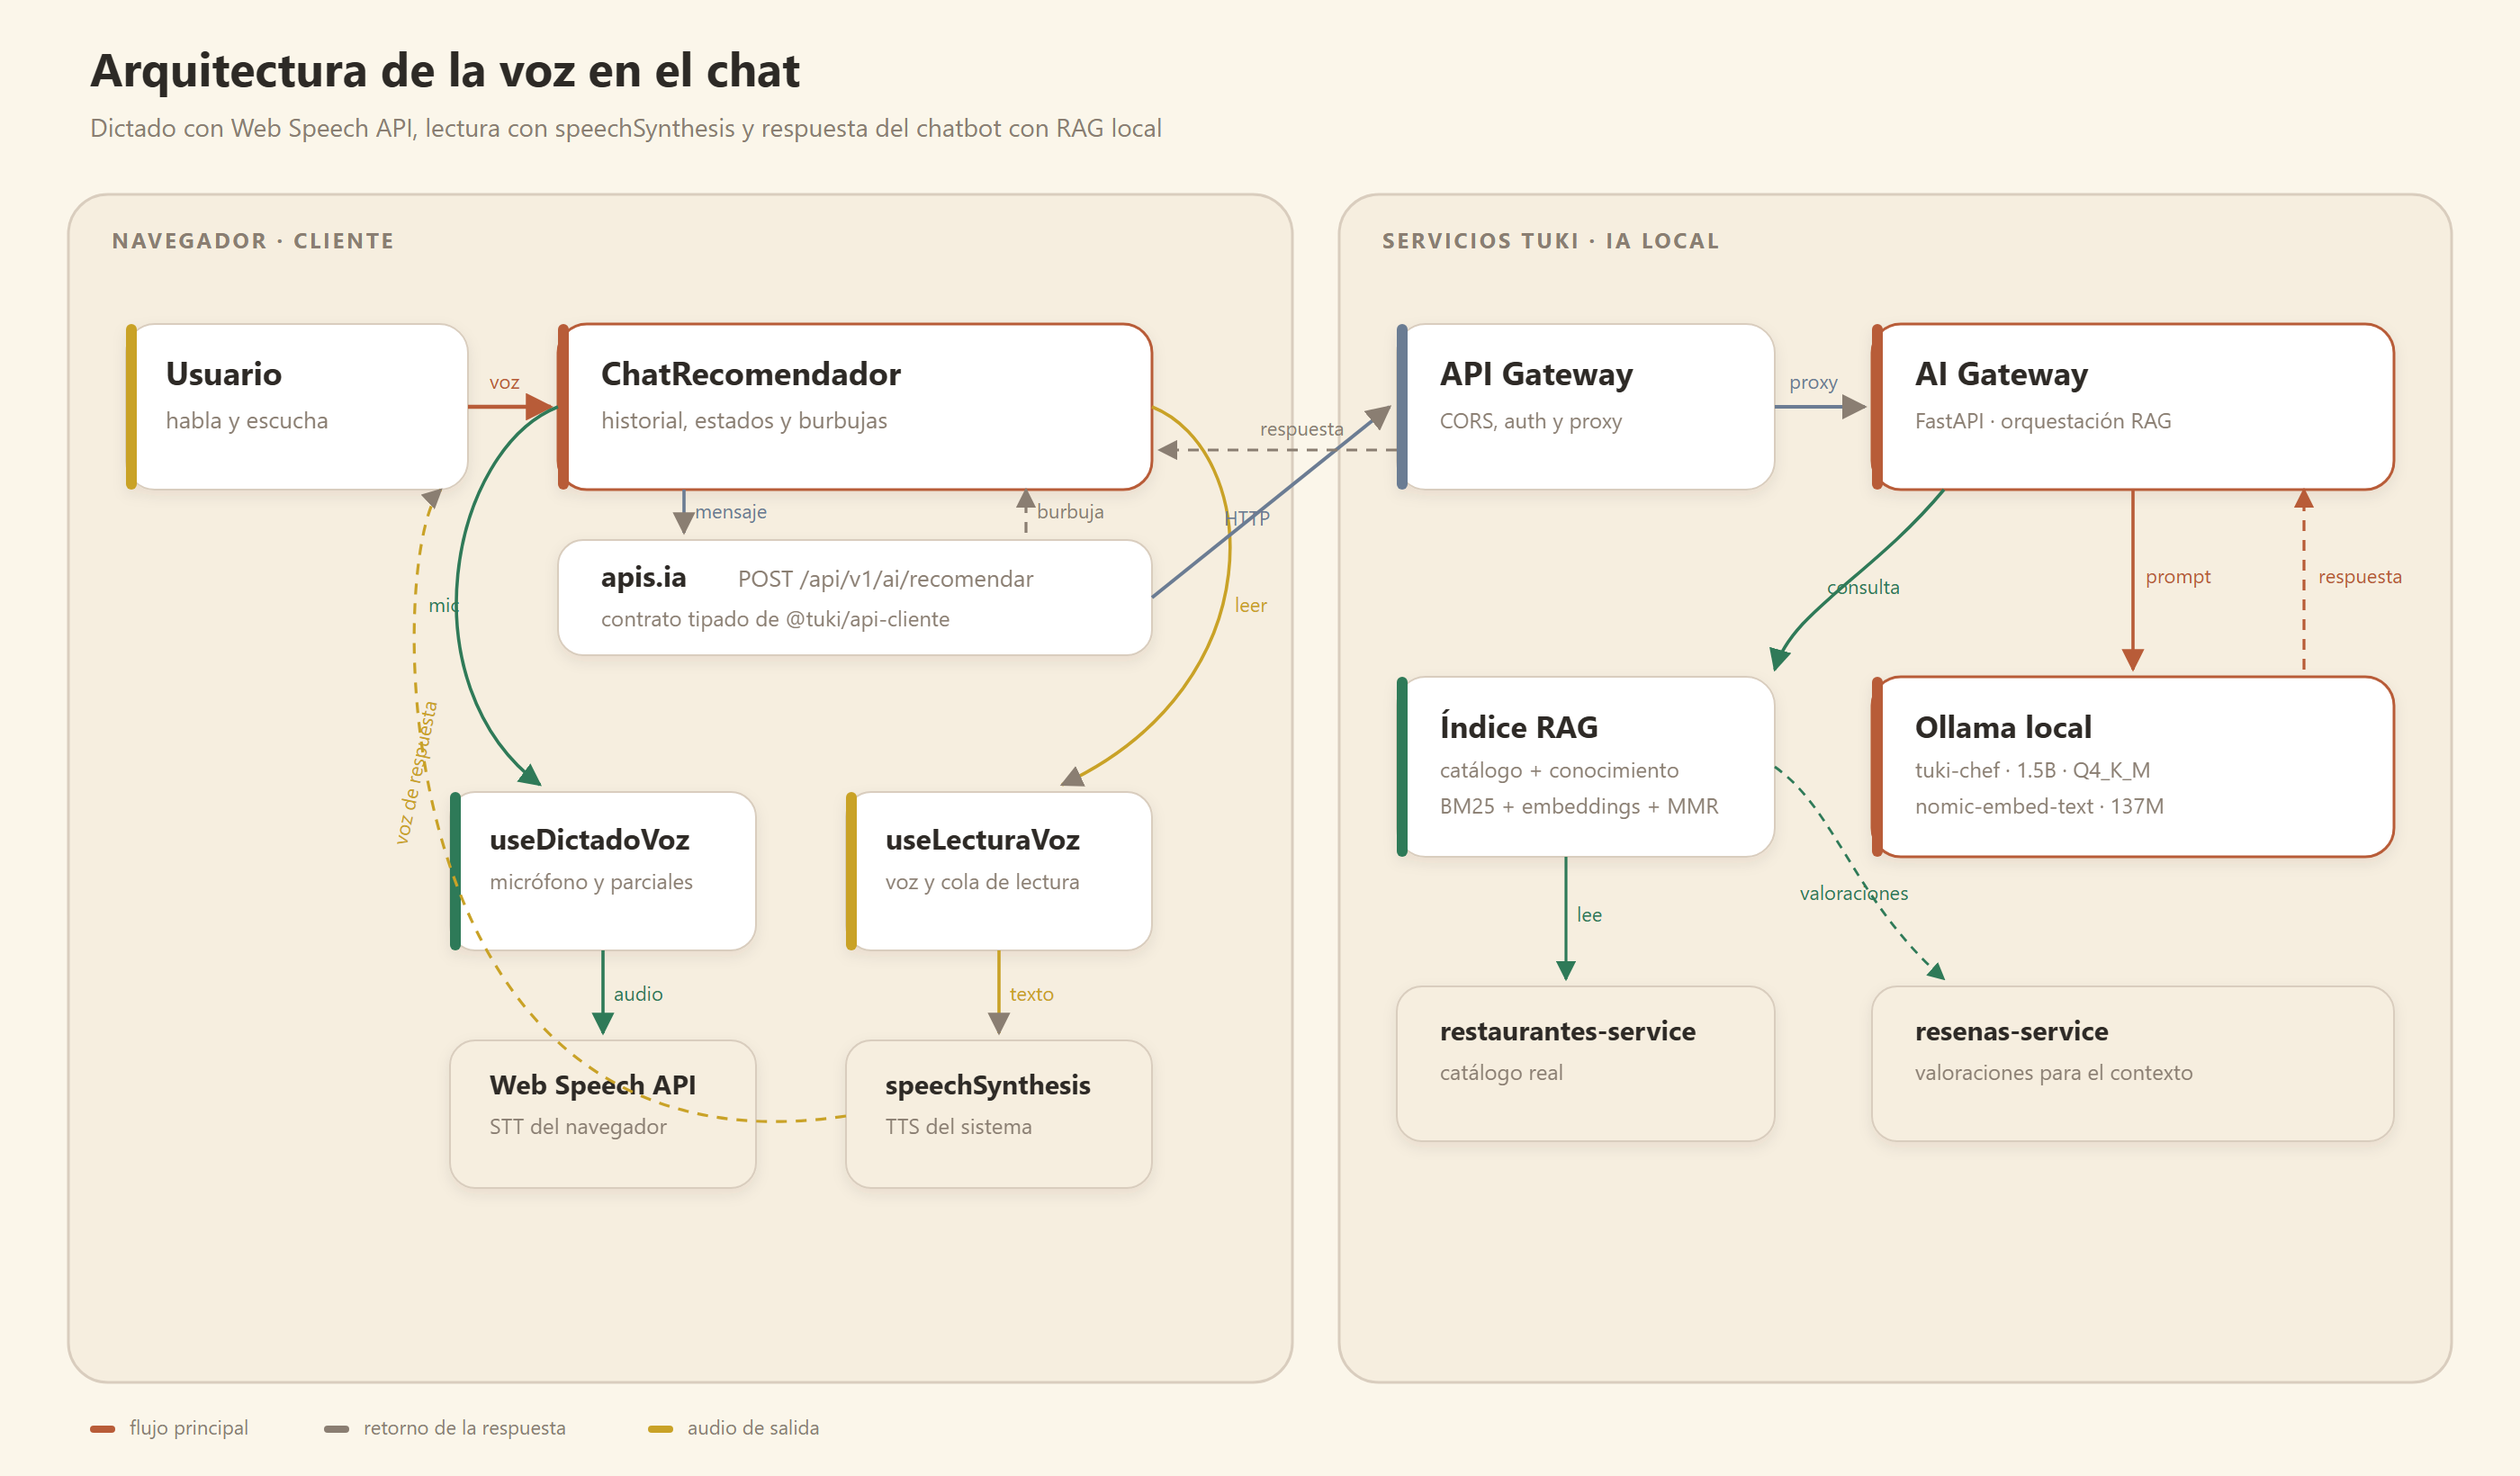 Arquitectura de la voz en el chat
Dictado con Web Speech API, lectura con speechSynthesis y respuesta del chatbot con RAG local
NAVEGADOR · CLIENTE
Usuario
habla y escucha
voz
ChatRecomendador
historial, estados y burbujas
mensaje
burbuja
apis.ia POST /api/v1/ai/recomendar
contrato tipado de @tuki/api-cliente
mic
leer
respuesta
HTTP
voz de respuesta
useDictadoVoz
micrófono y parciales
useLecturaVoz
voz y cola de lectura
audio
texto
Web Speech API
STT del navegador
speechSynthesis
TTS del sistema
SERVICIOS TUKI · IA LOCAL
API Gateway
CORS, auth y proxy
proxy
AI Gateway
FastAPI · orquestación RAG
consulta
prompt
respuesta
Índice RAG
catálogo + conocimiento
BM25 + embeddings + MMR
Ollama local
tuki-chef · 1.5B · Q4_K_M
nomic-embed-text · 137M
lee
valoraciones
restaurantes-service
catálogo real
resenas-service
valoraciones para el contexto
flujo principal
retorno de la respuesta
audio de salida